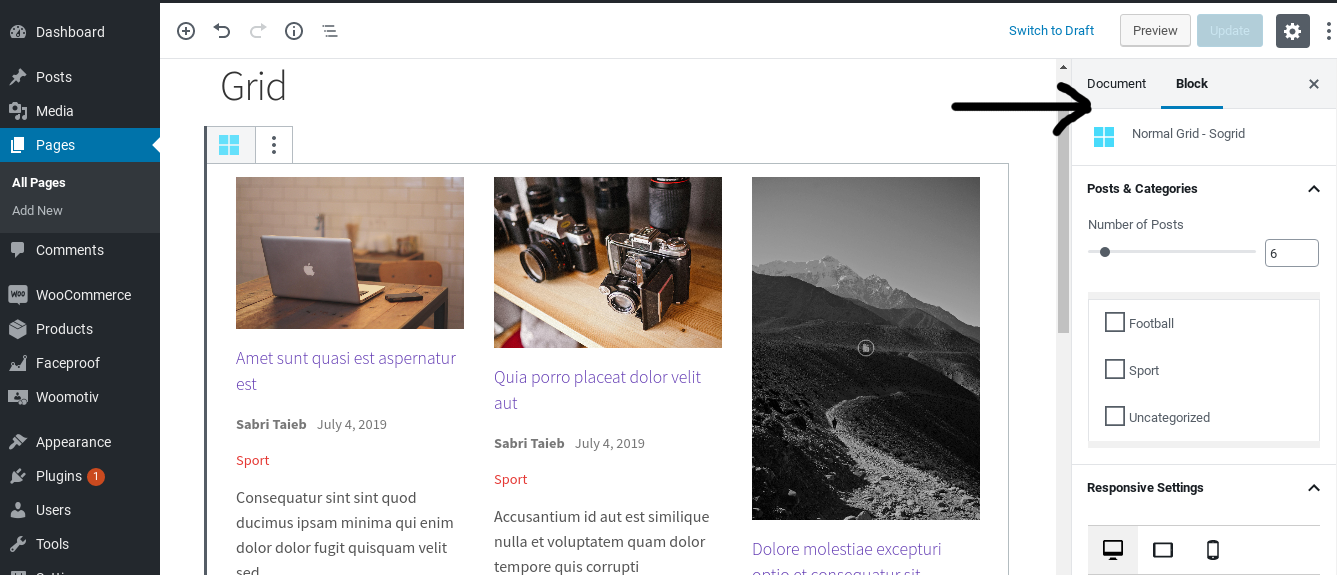 Dashboard
Posts
Media
Pages
All Pages
Add New
Comments
WooCommerce
Products
Faceproof
Woomotiv
Appearance
Plugins 1
Users
Tools
Switch to Draft
Preview
Update
Grid
Amet sunt quasi est aspernatur
est
Sabri Taieb July 4, 2019
Sport
Consequatur sint sint quod
ducimus ipsam minima qui enim
dolor dolor fugit quisquam velit
sed
Quia porro placeat dolor velit
aut
Sabri Taieb July 4, 2019
Sport
Accusantium id aut est similique
nulla et voluptatem quam dolor
tempore quis corrupti
Dolore molestiae excepturi
optio et consequatur sit
Document Block
Normal Grid - Sogrid
Posts & Categories
Number of Posts
6
Football
Sport
Uncategorized
Responsive Settings